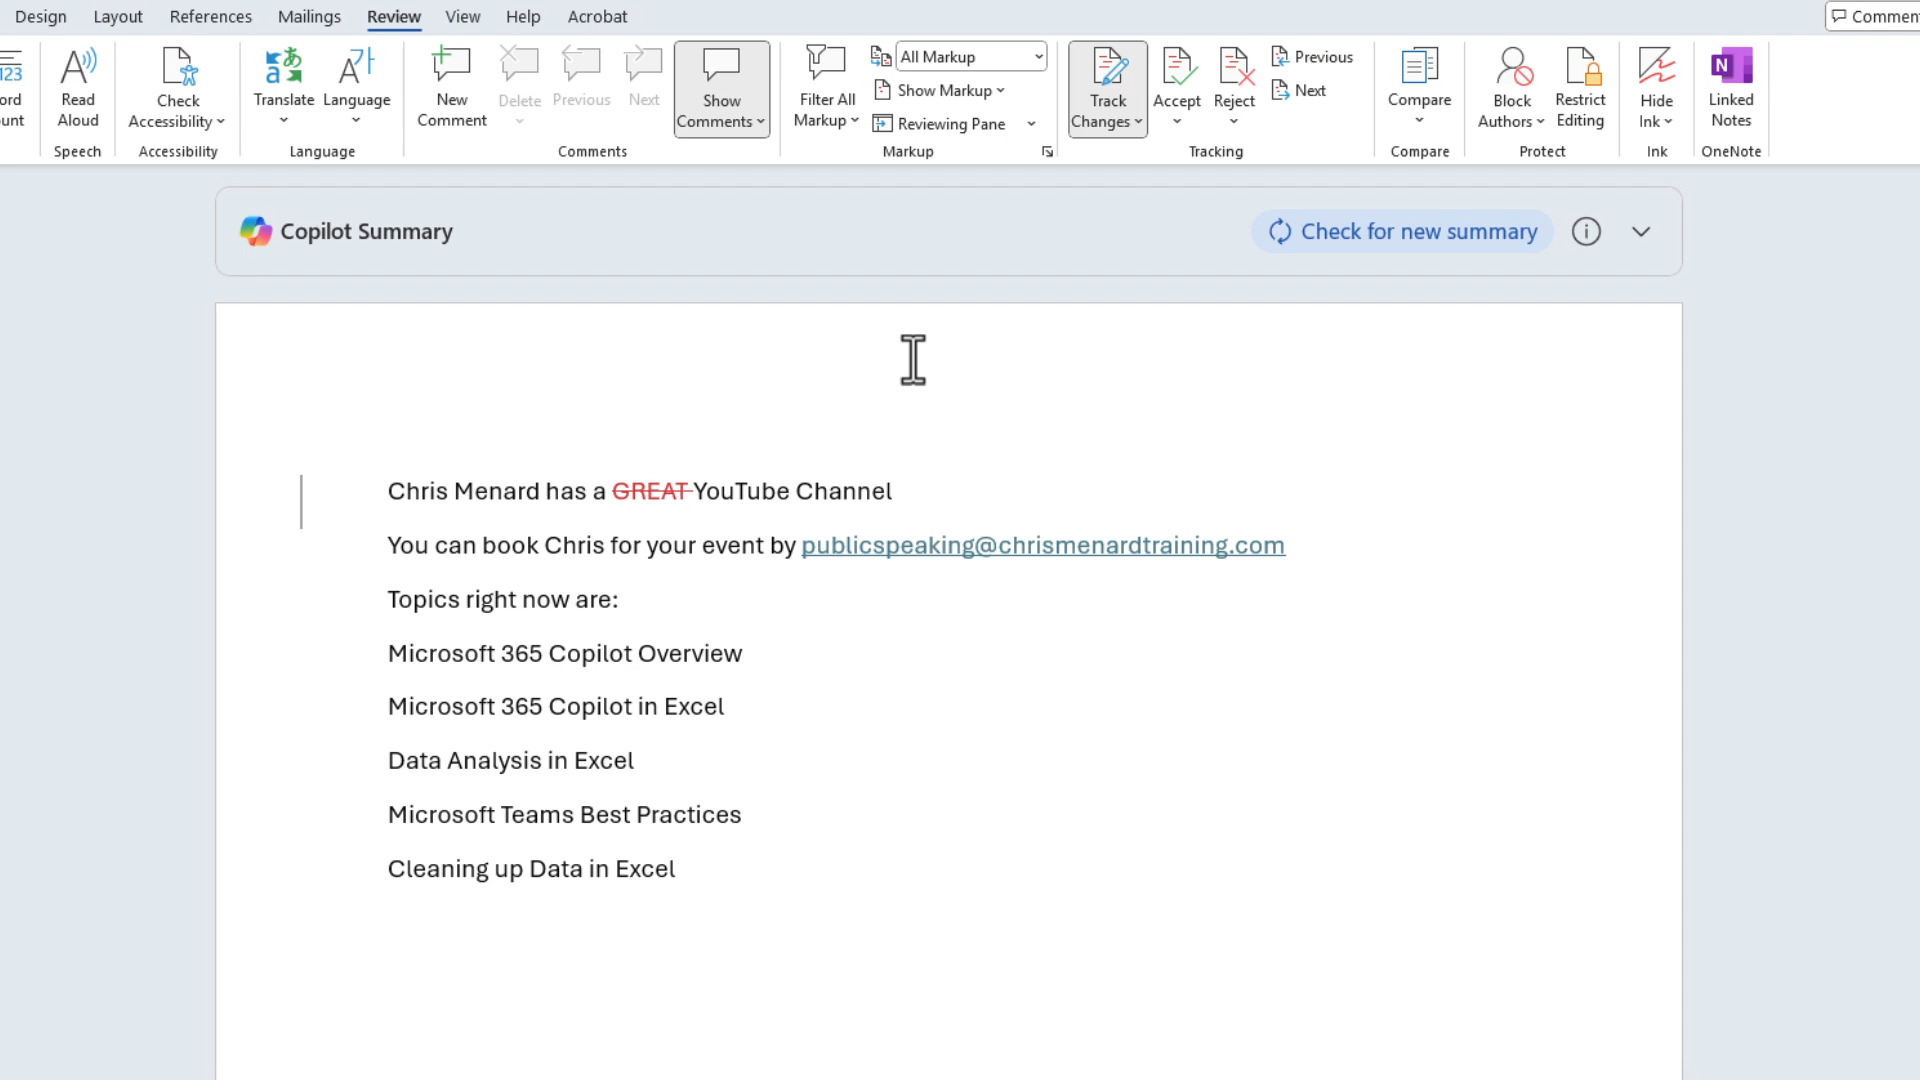 Design Layout References Mailings Review View Help Acrobat Commen
ord unt
Read Aloud
Check Accessibility
Translate Language
New Comment Delete Previous Next
Show Comments
Filter All Markup
All Markup
Show Markup
Reviewing Pane
Track Changes Accept Reject
Previous
Next
Compare
Block Authors Restrict Editing
Hide Ink
N
Linked Notes
Speech Accessibility Language Comments Markup Tracking Compare Protect Ink OneNote
Copilot Summary Check for new summary
Chris Menard has a GREAT YouTube Channel
You can book Chris for your event by publicspeaking@chrismenardtraining.com
Topics right now are:
Microsoft 365 Copilot Overview
Microsoft 365 Copilot in Excel
Data Analysis in Excel
Microsoft Teams Best Practices
Cleaning up Data in Excel